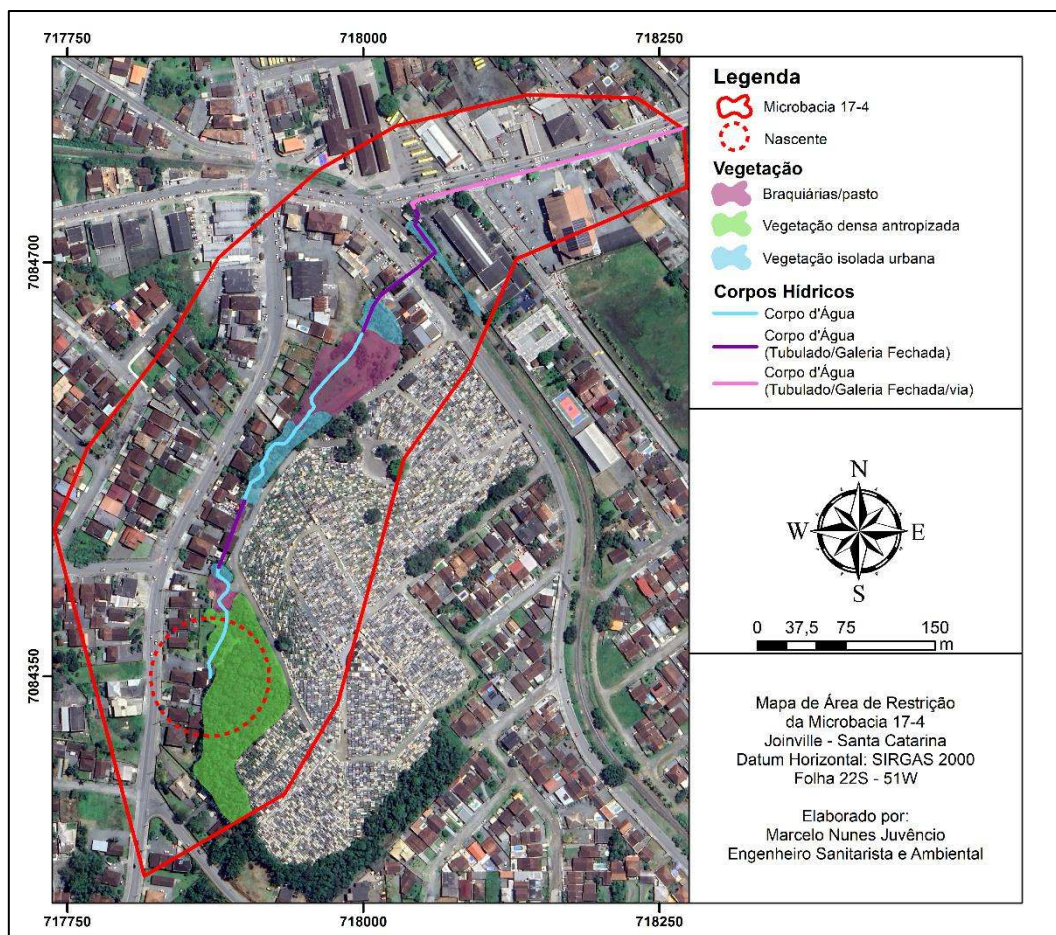 717750
718000
718250
7084700
7084350
717750
718000
718250
Legenda
Microbacia 17-4
Nascente
Vegetação
Braquiárias/pasto
Vegetação densa antropizada
Vegetação isolada urbana
Corpos Hídricos
Corpo d'Água
Corpo d'Água
(Tubulado/Galeria Fechada)
Corpo d'Água
(Tubulado/Galeria Fechada/via)
N
W
E
S
0 37,5 75 150
m
Mapa de Área de Restrição
da Microbacia 17-4
Joinville - Santa Catarina
Datum Horizontal: SIRGAS 2000
Folha 22S - 51W
Elaborado por:
Marcelo Nunes Juvêncio
Engenheiro Sanitarista e Ambiental